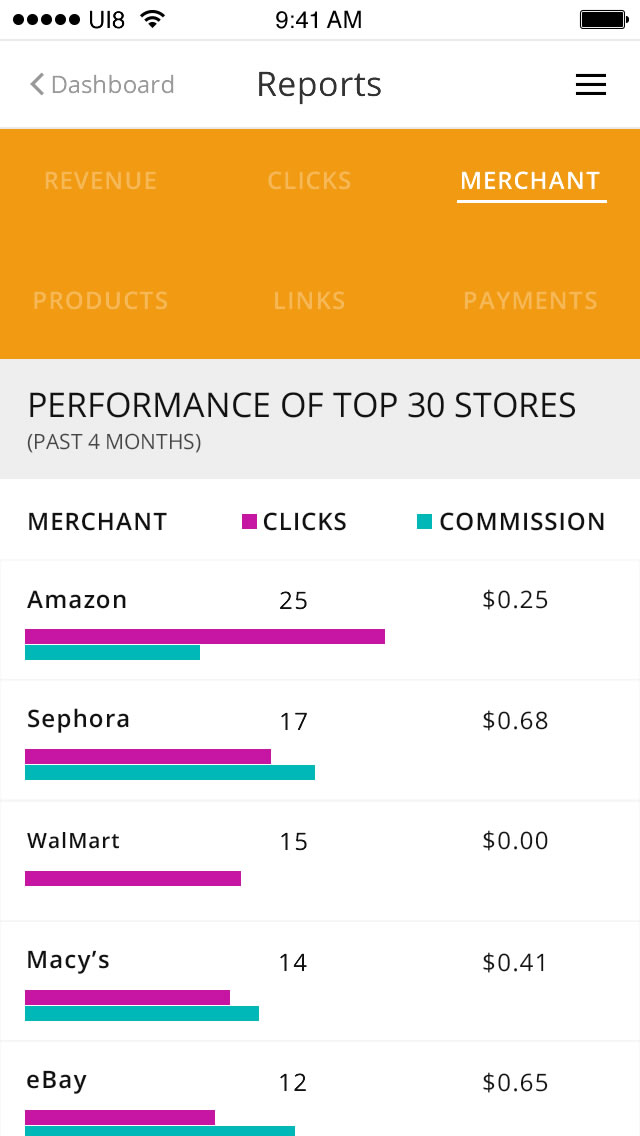 UI8 9:41 AM
Dashboard Reports
REVENUE CLICKS MERCHANT
PRODUCTS LINKS PAYMENTS
PERFORMANCE OF TOP 30 STORES
(PAST 4 MONTHS)
MERCHANT CLICKS COMMISSION
Amazon 25 $0.25
Sephora 17 $0.68
WalMart 15 $0.00
Macy’s 14 $0.41
eBay 12 $0.65